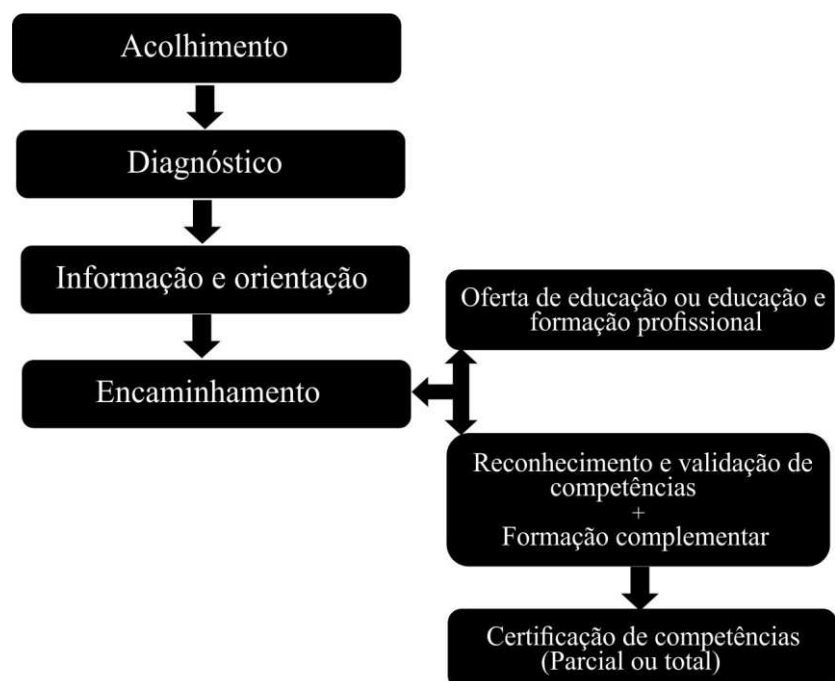 Acolhimento
Diagnóstico
Informação e orientação
Encaminhamento
Oferta de educação ou educação e
formação profissional
Reconhecimento e validação de
competências
+
Formação complementar
Certificação de competências
(Parcial ou total)